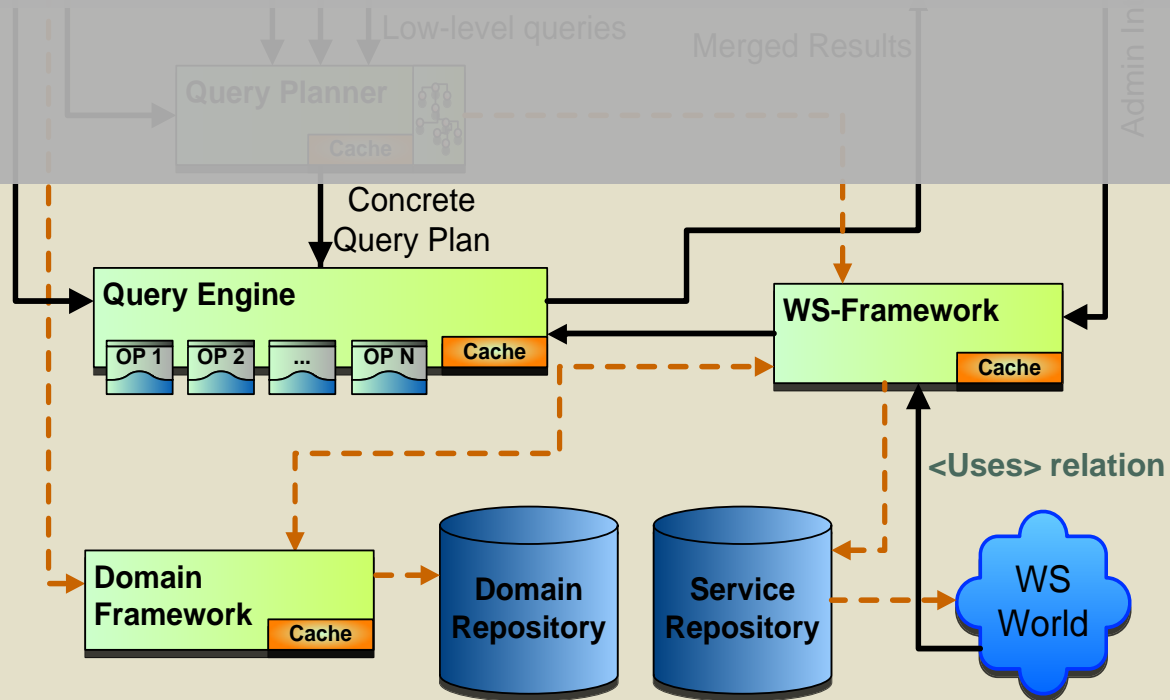 Low-level queries
Merged Results
Admin In
Query Planner
Cache
Concrete
Query Plan
Query Engine
OP 1
OP 2
...
OP N
Cache
WS-Framework
Cache
<Uses> relation
Domain
Framework
Cache
Domain
Repository
Service
Repository
WS
World